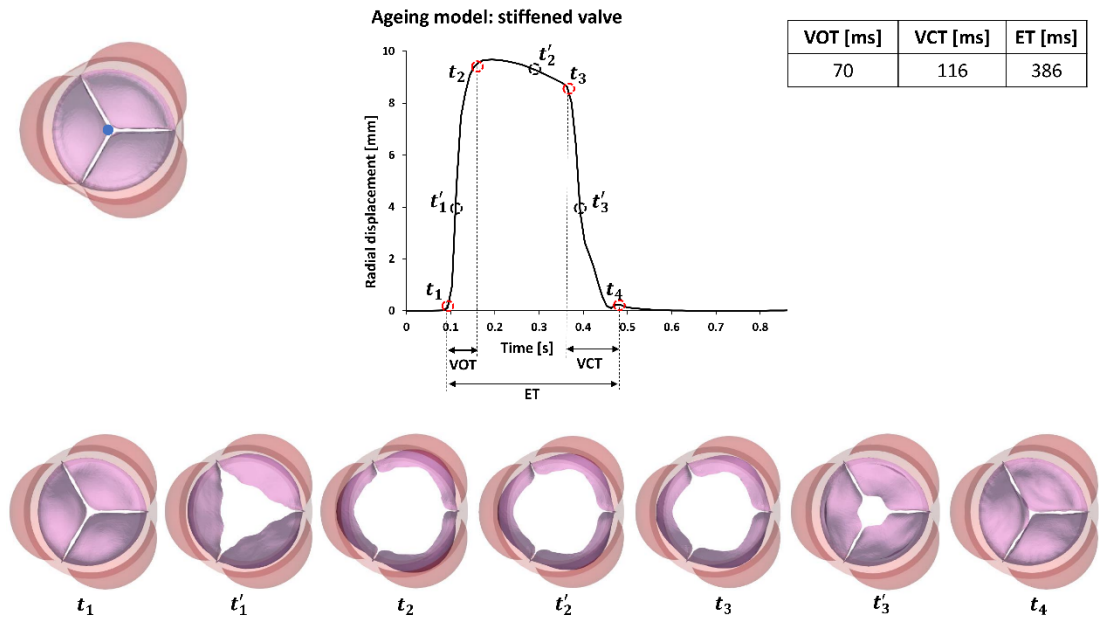 Ageing model: stiffened valve
VOT [ms] VCT [ms] ET [ms]
70 116 386
Radial displacement [mm]
10
8
6
4
2
0
t₂
t′₂
t₃
t′₁
t′₃
t₁
t₄
0 0.1 0.2 0.3 0.4 0.5 0.6 0.7 0.8
Time [s]
VOT VCT
ET
t₁ t′₁ t₂ t′₂ t₃ t′₃ t₄